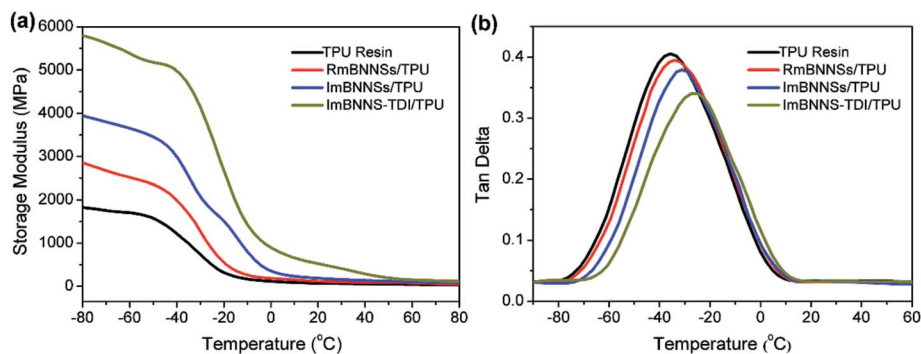 (a)
6000
5000
4000
3000
2000
1000
0
Storage Modulus (MPa)
TPU Resin
RmBNNSs/TPU
ImBNNSs/TPU
ImBNNS-TDI/TPU
-80 -60 -40 -20 0 20 40 60 80
Temperature (°C)
(b)
0.4
0.3
0.2
0.1
0.0
Tan Delta
TPU Resin
RmBNNSs/TPU
ImBNNSs/TPU
ImBNNS-TDI/TPU
-80 -60 -40 -20 0 20 40 60
Temperature (°C)